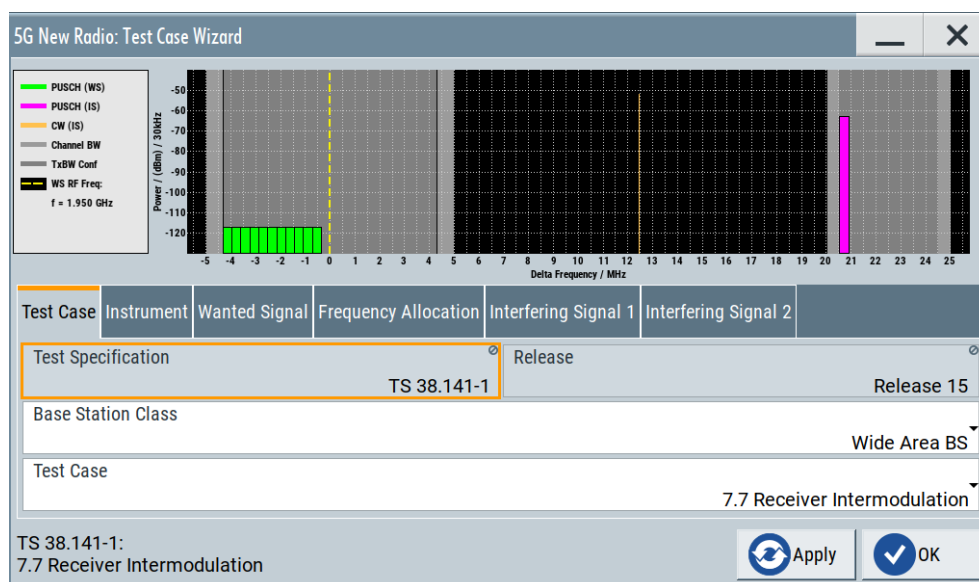 5G New Radio: Test Case Wizard
PUSCH (WS)
PUSCH (IS)
CW (IS)
Channel BW
TxBW Conf
WS RF Freq:
f = 1.950 GHz
Power / (dBm) / 30kHz
-50
-60
-70
-80
-90
-100
-110
-120
-5 -4 -3 -2 -1 0 1 2 3 4 5 6 7 8 9 10 11 12 13 14 15 16 17 18 19 20 21 22 23 24 25
Delta Frequency / MHz
Test Case Instrument Wanted Signal Frequency Allocation Interfering Signal 1 Interfering Signal 2
Test Specification
TS 38.141-1
Release
Release 15
Base Station Class
Wide Area BS
Test Case
7.7 Receiver Intermodulation
TS 38.141-1:
7.7 Receiver Intermodulation
Apply
OK